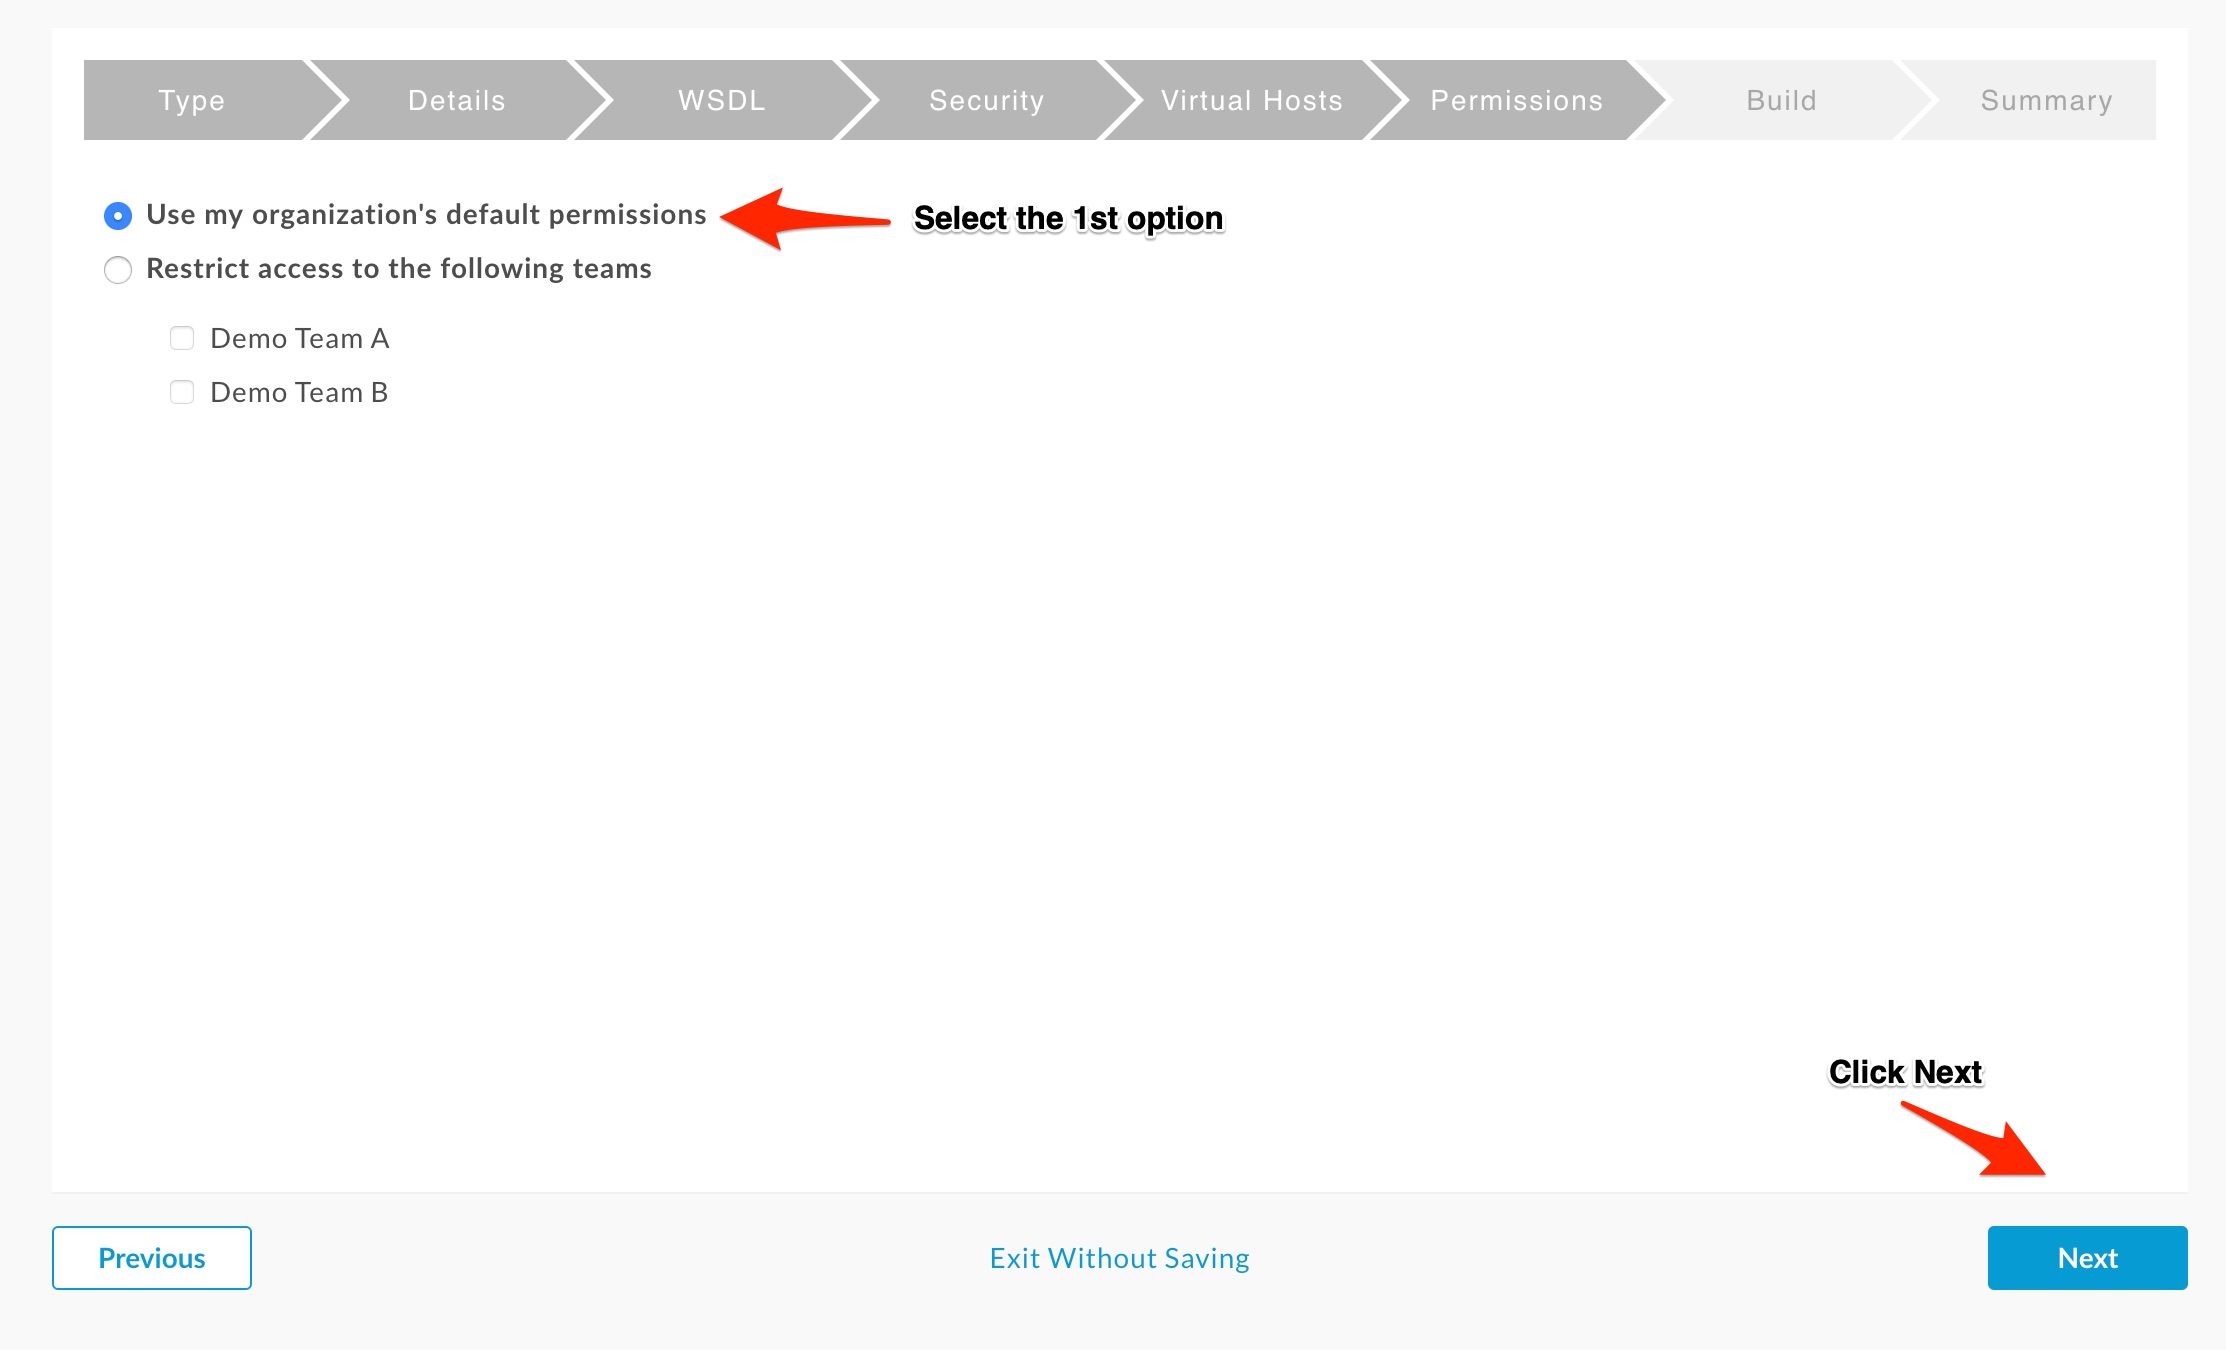 Type
Details
WSDL
Security
Virtual Hosts
Permissions
Build
Summary
Use my organization's default permissions
Select the 1st option
Restrict access to the following teams
Demo Team A
Demo Team B
Click Next
Previous
Exit Without Saving
Next